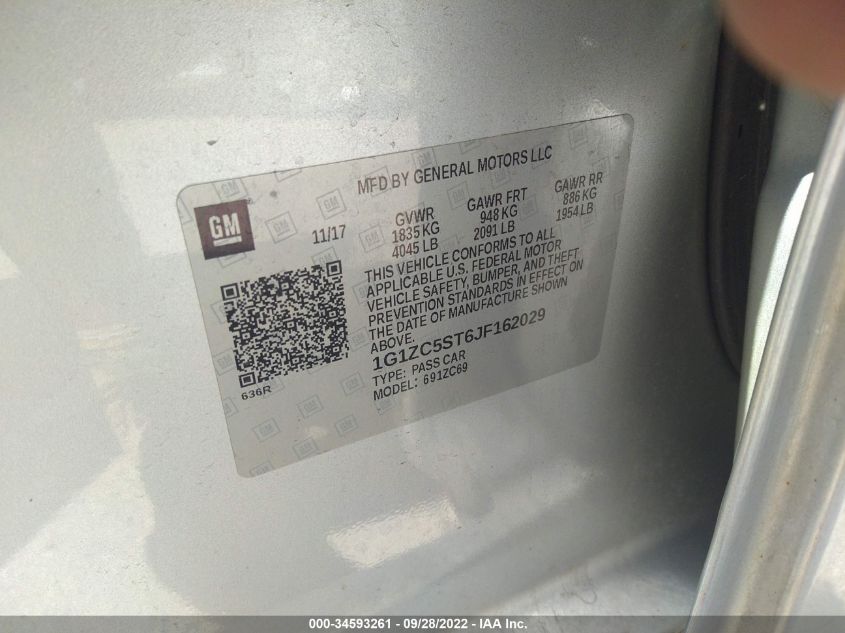 MFD BY GENERAL MOTORS LLC
GM
11/17
GVWR GAWR FRT GAWR RR
1835 KG 948 KG 886 KG
4045 LB 2091 LB 1954 LB
THIS VEHICLE CONFORMS TO ALL
APPLICABLE U.S. FEDERAL MOTOR
VEHICLE SAFETY, BUMPER, AND THEFT
PREVENTION STANDARDS IN EFFECT ON
THE DATE OF MANUFACTURE SHOWN
ABOVE.
1G1ZC5ST6JF162029
TYPE: PASS CAR
MODEL: 691ZC69
636R
000-34593261 - 09/28/2022 - IAA Inc.